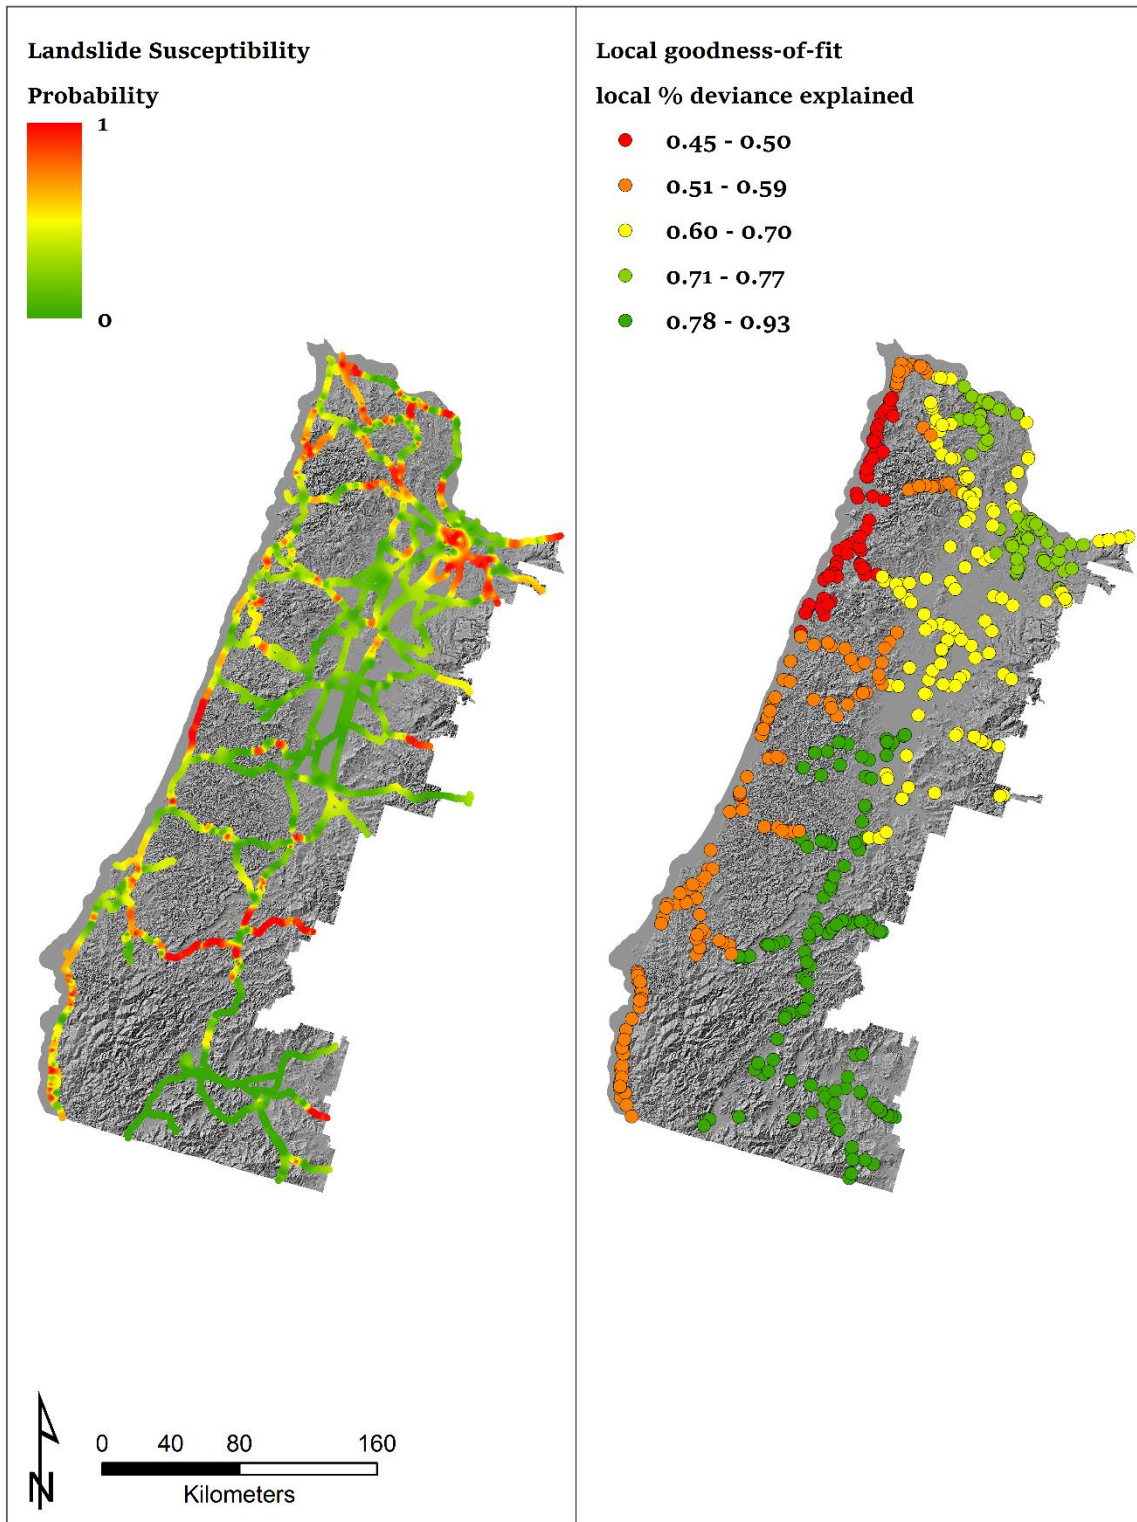 Landslide Susceptibility
Probability
1
0
Local goodness-of-fit
local % deviance explained
0.45 - 0.50
0.51 - 0.59
0.60 - 0.70
0.71 - 0.77
0.78 - 0.93
N
0 40 80 160
Kilometers